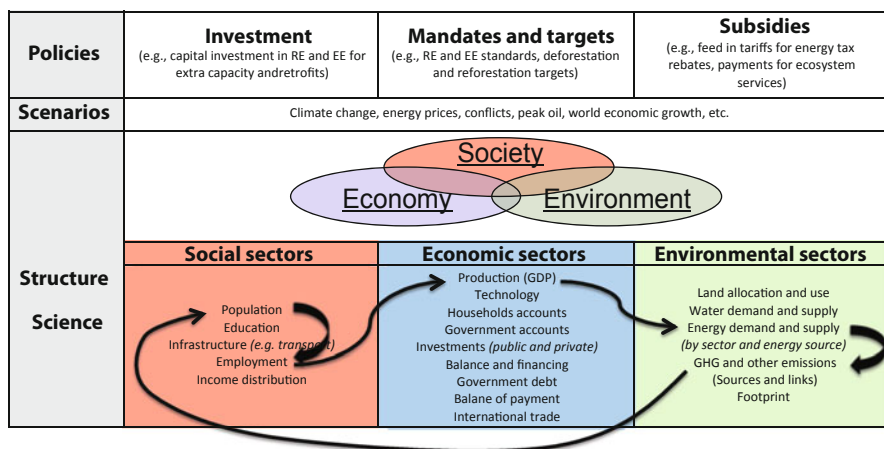 Policies
Investment
(e.g., capital investment in RE and EE for
extra capacity andretrofits)
Mandates and targets
(e.g., RE and EE standards, deforestation
and reforestation targets)
Subsidies
(e.g., feed in tariffs for energy tax
rebates, payments for ecosystem
services)
Scenarios
Climate change, energy prices, conflicts, peak oil, world economic growth, etc.
Structure
Science
Society
Economy
Environment
Social sectors
Population
Education
Infrastructure (e.g. transport)
Employment
Income distribution
Economic sectors
Production (GDP)
Technology
Households accounts
Government accounts
Investments (public and private)
Balance and financing
Government debt
Balane of payment
International trade
Environmental sectors
Land allocation and use
Water demand and supply
Energy demand and supply
(by sector and energy source)
GHG and other emissions
(Sources and links)
Footprint